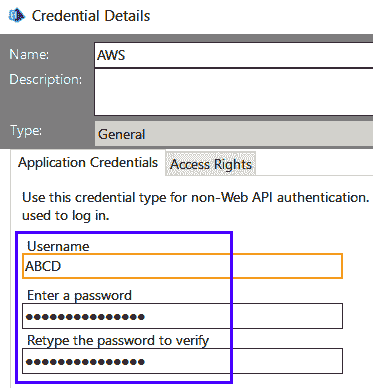 Credential Details
Name: AWS
Description:
Type: General
Application Credentials Access Rights
Use this credential type for non-Web API authentication.
used to log in.
Username
ABCD
Enter a password
●●●●●●●●●●●●●●●
Retype the password to verify
●●●●●●●●●●●●●●●